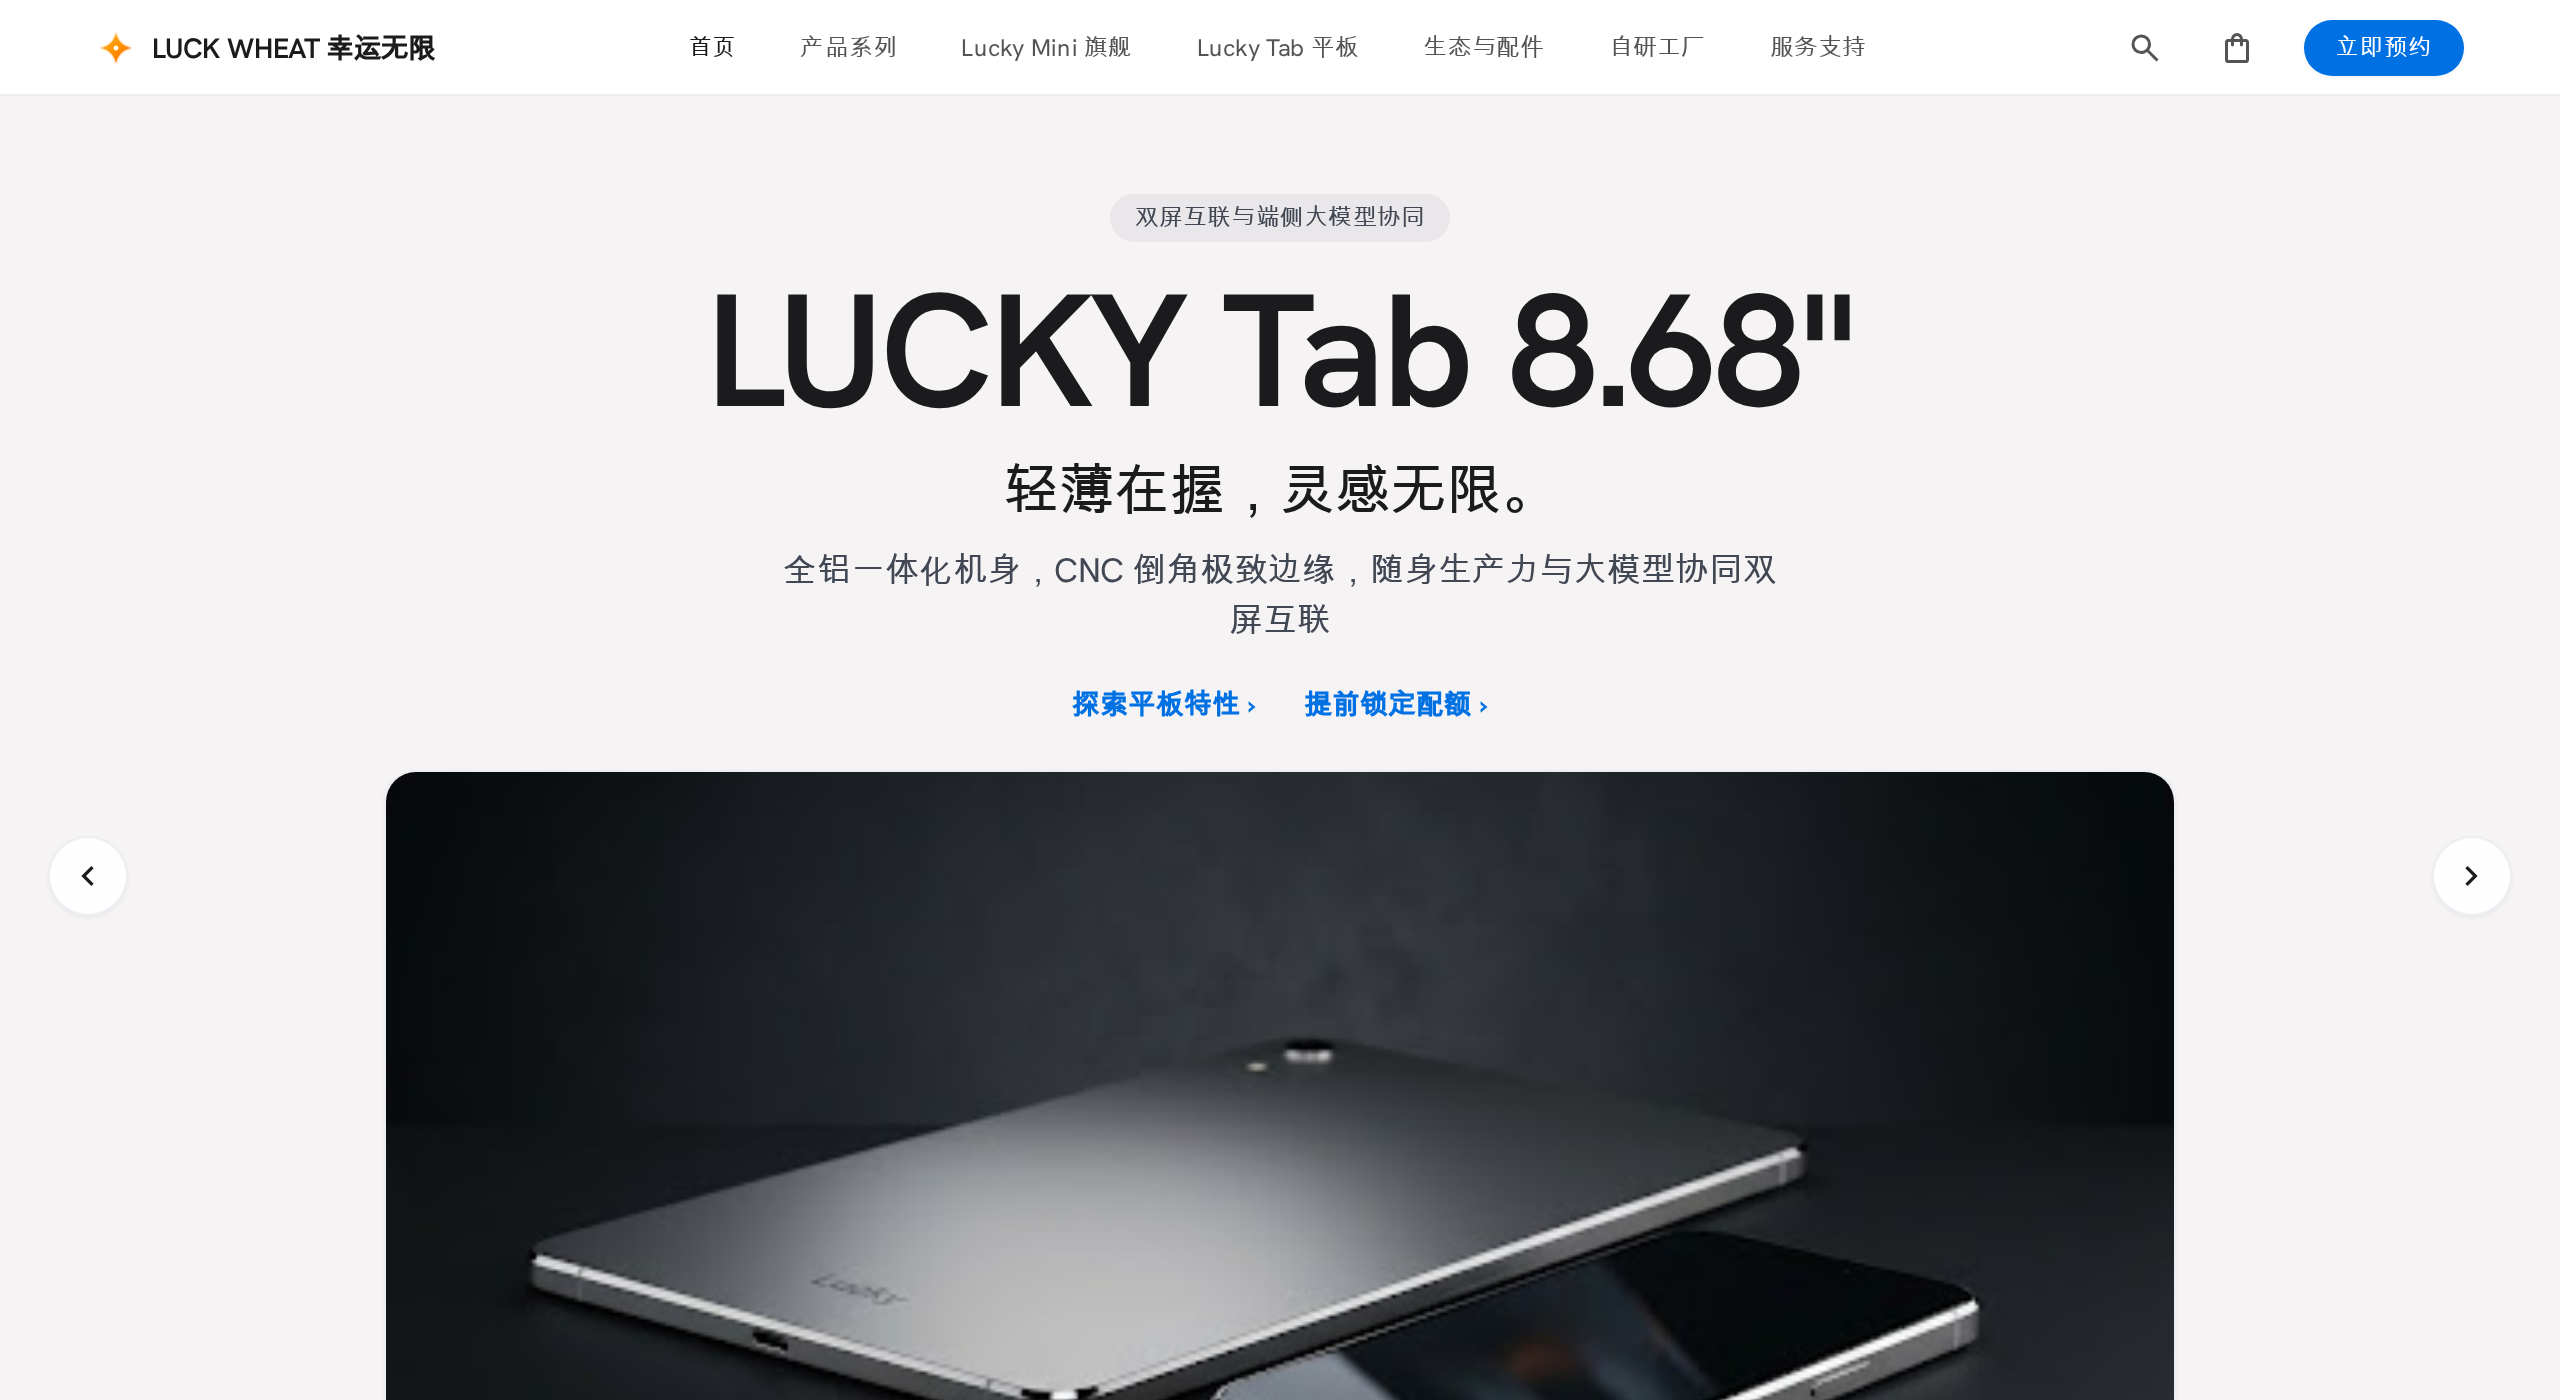 LUCK WHEAT 幸运无限
首页
产品系列
Lucky Mini 旗舰
Lucky Tab 平板
生态与配件
自研工厂
服务支持
立即预约
双屏互联与端侧大模型协同
LUCKY Tab 8.68"
轻薄在握，灵感无限。
全铝一体化机身，CNC 倒角极致边缘，随身生产力与大模型协同双
屏互联
探索平板特性 ›
提前锁定配额 ›
Lucky